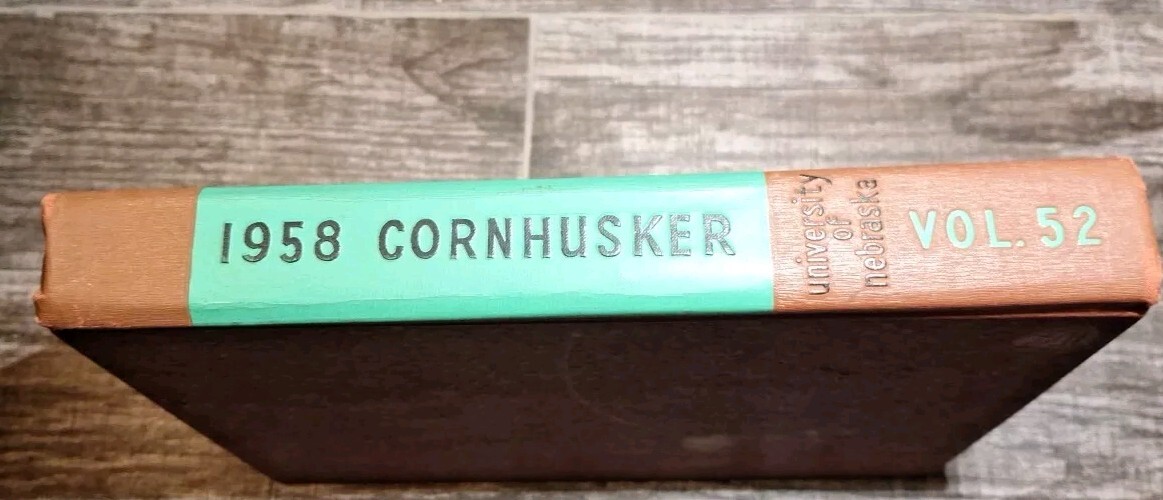 1958 CORNHUSKER
university
of
nebraska
VOL. 52